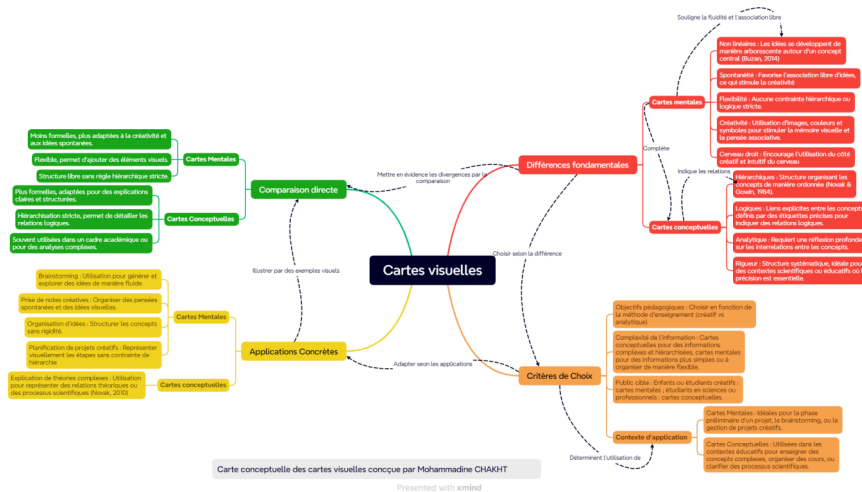 Souligne la fluidité et l'association libre
Non linéaires : Les idées se développent de
manière arborescente autour d'un concept
central (Buzan, 2014)
Spontanéité : Favorise l'association libre d'idées,
ce qui stimule la créativité
Cartes mentales
Flexibilité : Aucune contrainte hiérarchique ou
logique stricte.
Créativité : Utilisation d'images, couleurs et
symboles pour stimuler la mémoire visuelle et
la pensée associative.
Cerveau droit : Encourage l'utilisation du côté
créatif et intuitif du cerveau
Différences fondamentales
Complète
Indique les relations
Hiérarchiques : Structure organisant les
concepts de manière ordonnée (Novak &
Gowin, 1984).
Logiques : Liens explicites entre les concepts
définis par des étiquettes précises pour
indiquer des relations logiques.
Cartes conceptuelles
Analytique : Requiert une réflexion profonde
sur les interrelations entre les concepts.
Rigueur : Structure systématique, idéale pour
des contextes scientifiques ou éducatifs où l
précision est essentielle.
Moins formelles, plus adaptées à la créativité et
aux idées spontanées.
Flexible, permet d'ajouter des éléments visuels.
Cartes Mentales
Structure libre sans règle hiérarchique stricte.
Comparaison directe
Mettre en évidence les divergences par la
comparaison
Plus formelles, adaptées pour des explications
claires et structurées.
Hiérarchisation stricte, permet de détailler les
relations logiques.
Cartes Conceptuelles
Souvent utilisées dans un cadre académique ou
pour des analyses complexes.
Choisir selon la différence
Cartes visuelles
Illustrer par des exemples visuels
Brainstorming : Utilisation pour générer et
explorer des idées de manière fluide.
Prise de notes créatives : Organiser des pensées
spontanées et des idées visuelles.
Cartes Mentales
Organisation d'idées : Structurer les concepts
sans rigidité.
Planification de projets créatifs : Représenter
visuellement les étapes sans contrainte de
hiérarchie
Applications Concrètes
Explication de théories complexes : Utilisation
pour représenter des relations théoriques ou
des processus scientifiques (Novak, 2010)
Cartes conceptuelles
Adapter seon les applications
Critères de Choix
Objectifs pédagogiques : Choisir en fonction de
la méthode d'enseignement (créatif vs
analytique)
Complexité de l'information : Cartes
conceptuelles pour des informations
complexes et hiérarchisées, cartes mentales
pour des informations plus simples ou à
organiser de manière flexible.
Public cible : Enfants ou étudiants créatifs :
cartes mentales ; étudiants en sciences ou
professionnels : cartes conceptuelles.
Contexte d'application
Cartes Mentales : Idéales pour la phase
préliminaire d'un projet, le brainstorming, ou la
gestion de projets créatifs.
Cartes Conceptuelles : Utilisées dans les
contextes éducatifs pour enseigner des
concepts complexes, organiser des cours, ou
clarifier des processus scientifiques.
Déterminent l'utilisation de
Carte conceptuelle des cartes visuelles concçue par Mohammadine CHAKHT
Presented with xmind